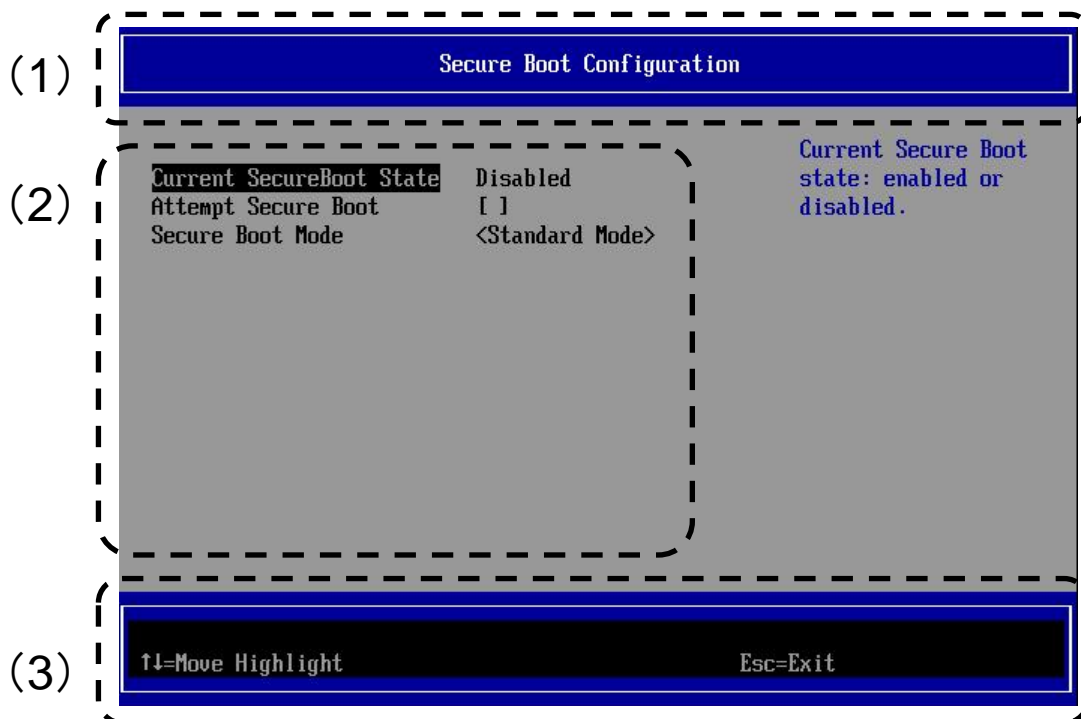 (1)
Secure Boot Configuration
(2)
Current SecureBoot State Disabled
Attempt Secure Boot [ ]
Secure Boot Mode <Standard Mode>
Current Secure Boot
state: enabled or
disabled.
(3)
↑↓=Move Highlight Esc=Exit